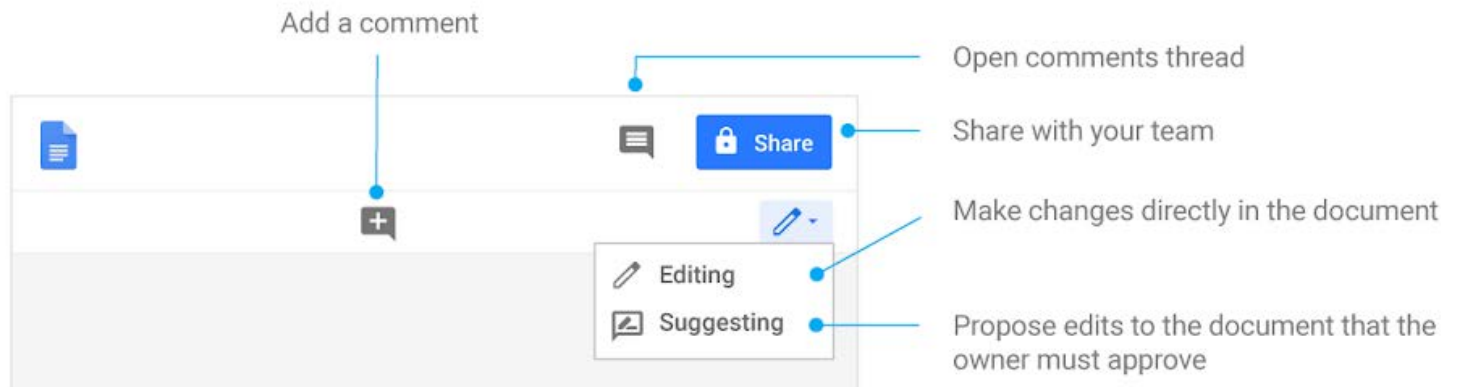 Add a comment
Open comments thread
Share
Share with your team
Make changes directly in the document
Editing
Suggesting
Propose edits to the document that the
owner must approve